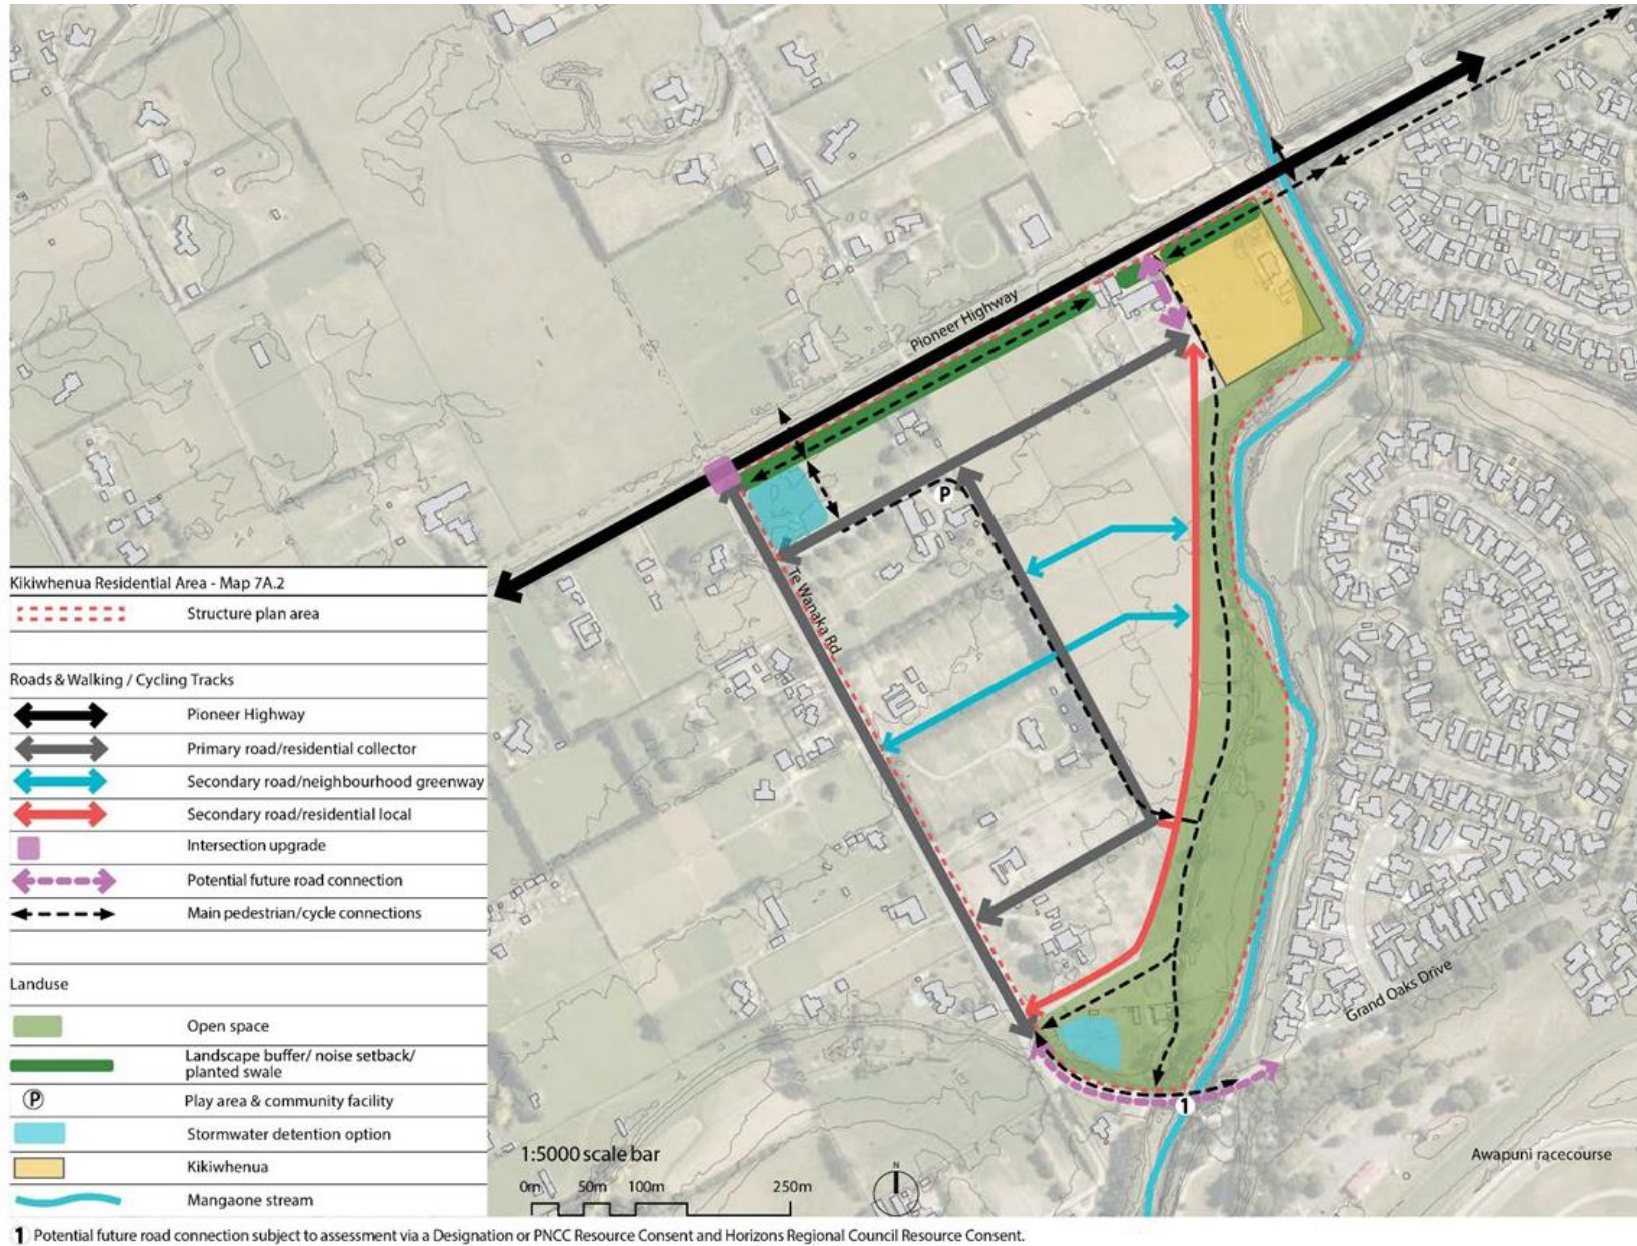 Pioneer Highway
P
Te Wanaka Rd
Kikiwhenua Residential Area - Map 7A.2
Structure plan area
Roads & Walking / Cycling Tracks
Pioneer Highway
Primary road/residential collector
Secondary road/neighbourhood greenway
Secondary road/residential local
Intersection upgrade
Potential future road connection
Main pedestrian/cycle connections
Landuse
Open space
Landscape buffer/ noise setback/
planted swale
P Play area & community facility
Stormwater detention option
Kikiwhenua
Mangaone stream
Grand Oaks Drive
1
Awapuni racecourse
1:5000 scale bar
0m 50m 100m 250m
N
1 Potential future road connection subject to assessment via a Designation or PNCC Resource Consent and Horizons Regional Council Resource Consent.